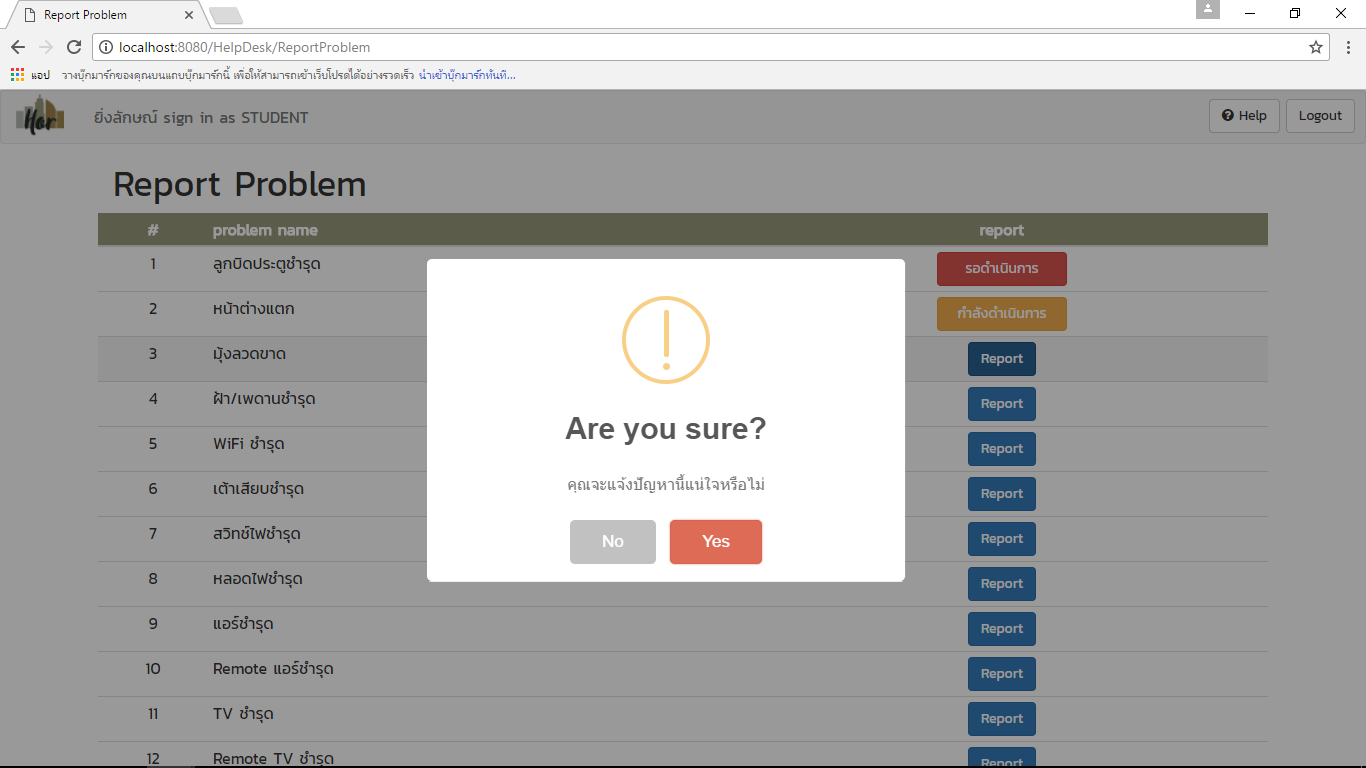 Report Problem
localhost:8080/HelpDesk/ReportProblem
แอป วางบุ๊กมาร์กของคุณบนแถบบุ๊กมาร์กนี้ เพื่อให้สามารถเข้าเว็บโปรดได้อย่างรวดเร็ว นำเข้าบุ๊กมาร์กทันที...
Hor ยิ่งลักษณ์ sign in as STUDENT Help Logout
Report Problem
# problem name report
1 ลูกบิดประตูชำรุด รอดำเนินการ
2 หน้าต่างแตก กำลังดำเนินการ
3 มุ้งลวดขาด Report
4 ฝ้า/เพดานชำรุด Report
5 WiFi ชำรุด Report
6 เต้าเสียบชำรุด Report
7 สวิทช์ไฟชำรุด Report
8 หลอดไฟชำรุด Report
9 แอร์ชำรุด Report
10 Remote แอร์ชำรุด Report
11 TV ชำรุด Report
12 Remote TV ชำรุด Report
Are you sure?
คุณจะแจ้งปัญหานี้แน่ใจหรือไม่
No Yes